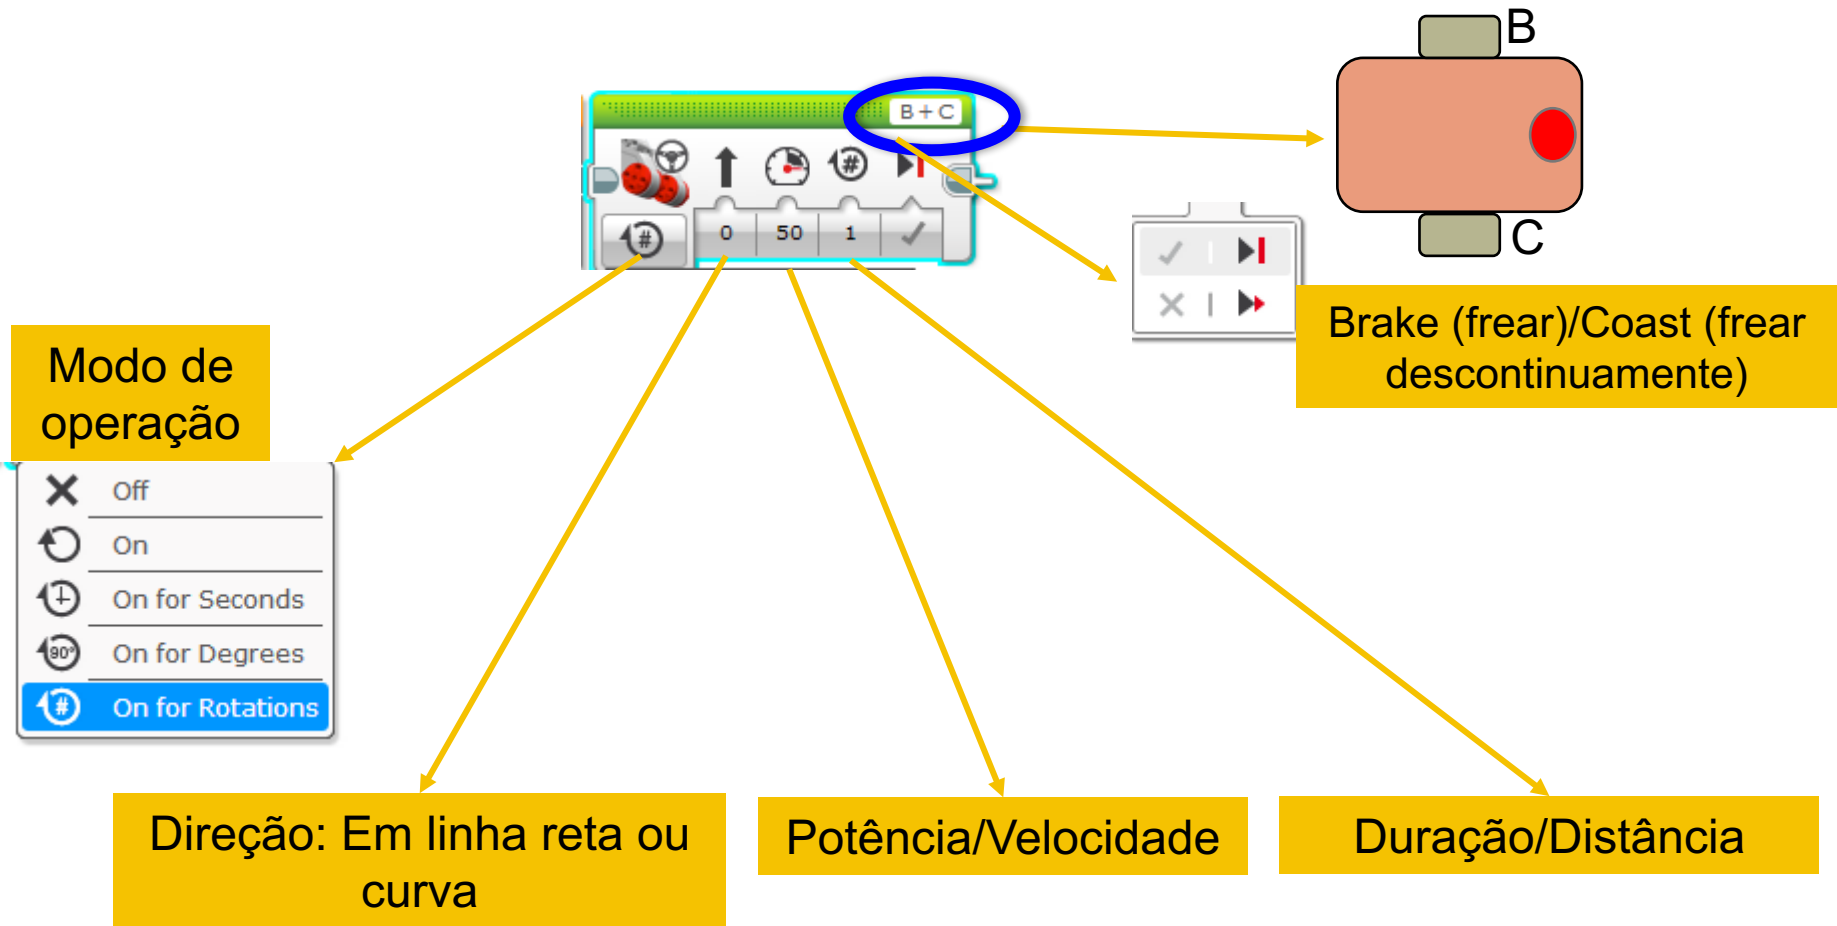 B
B + C
#
#
0
50
1
C
Brake (frear)/Coast (frear
descontinuamente)
Modo de
operação
Off
On
On for Seconds
90°
On for Degrees
#
On for Rotations
Direção: Em linha reta ou
curva
Potência/Velocidade
Duração/Distância